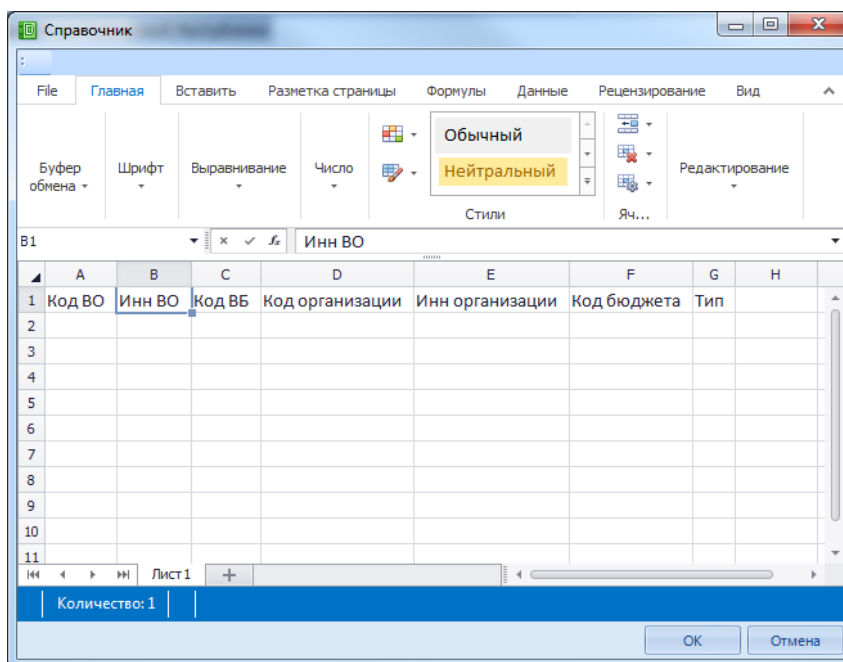 Справочник
File Главная Вставить Разметка страницы Формулы Данные Рецензирование Вид
Буфер обмена
Шрифт
Выравнивание
Число
Обычный
Нейтральный
Стили
Яч...
Редактирование
B1 fx Инн ВО
A B C D E F G H
1 Код ВО Инн ВО Код ВБ Код организации Инн организации Код бюджета Тип
2
3
4
5
6
7
8
9
10
11
Лист1
Количество: 1
ОК Отмена